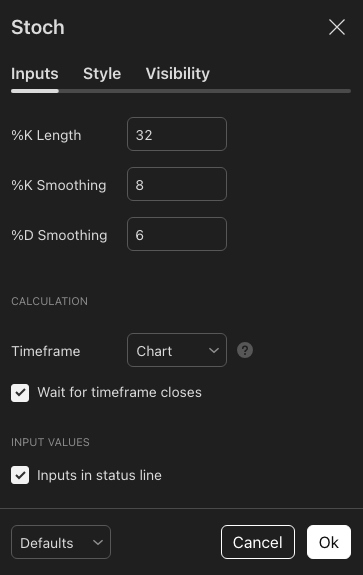 Stoch
Inputs Style Visibility
%K Length 32
%K Smoothing 8
%D Smoothing 6
CALCULATION
Timeframe Chart ?
Wait for timeframe closes
INPUT VALUES
Inputs in status line
Defaults Cancel Ok